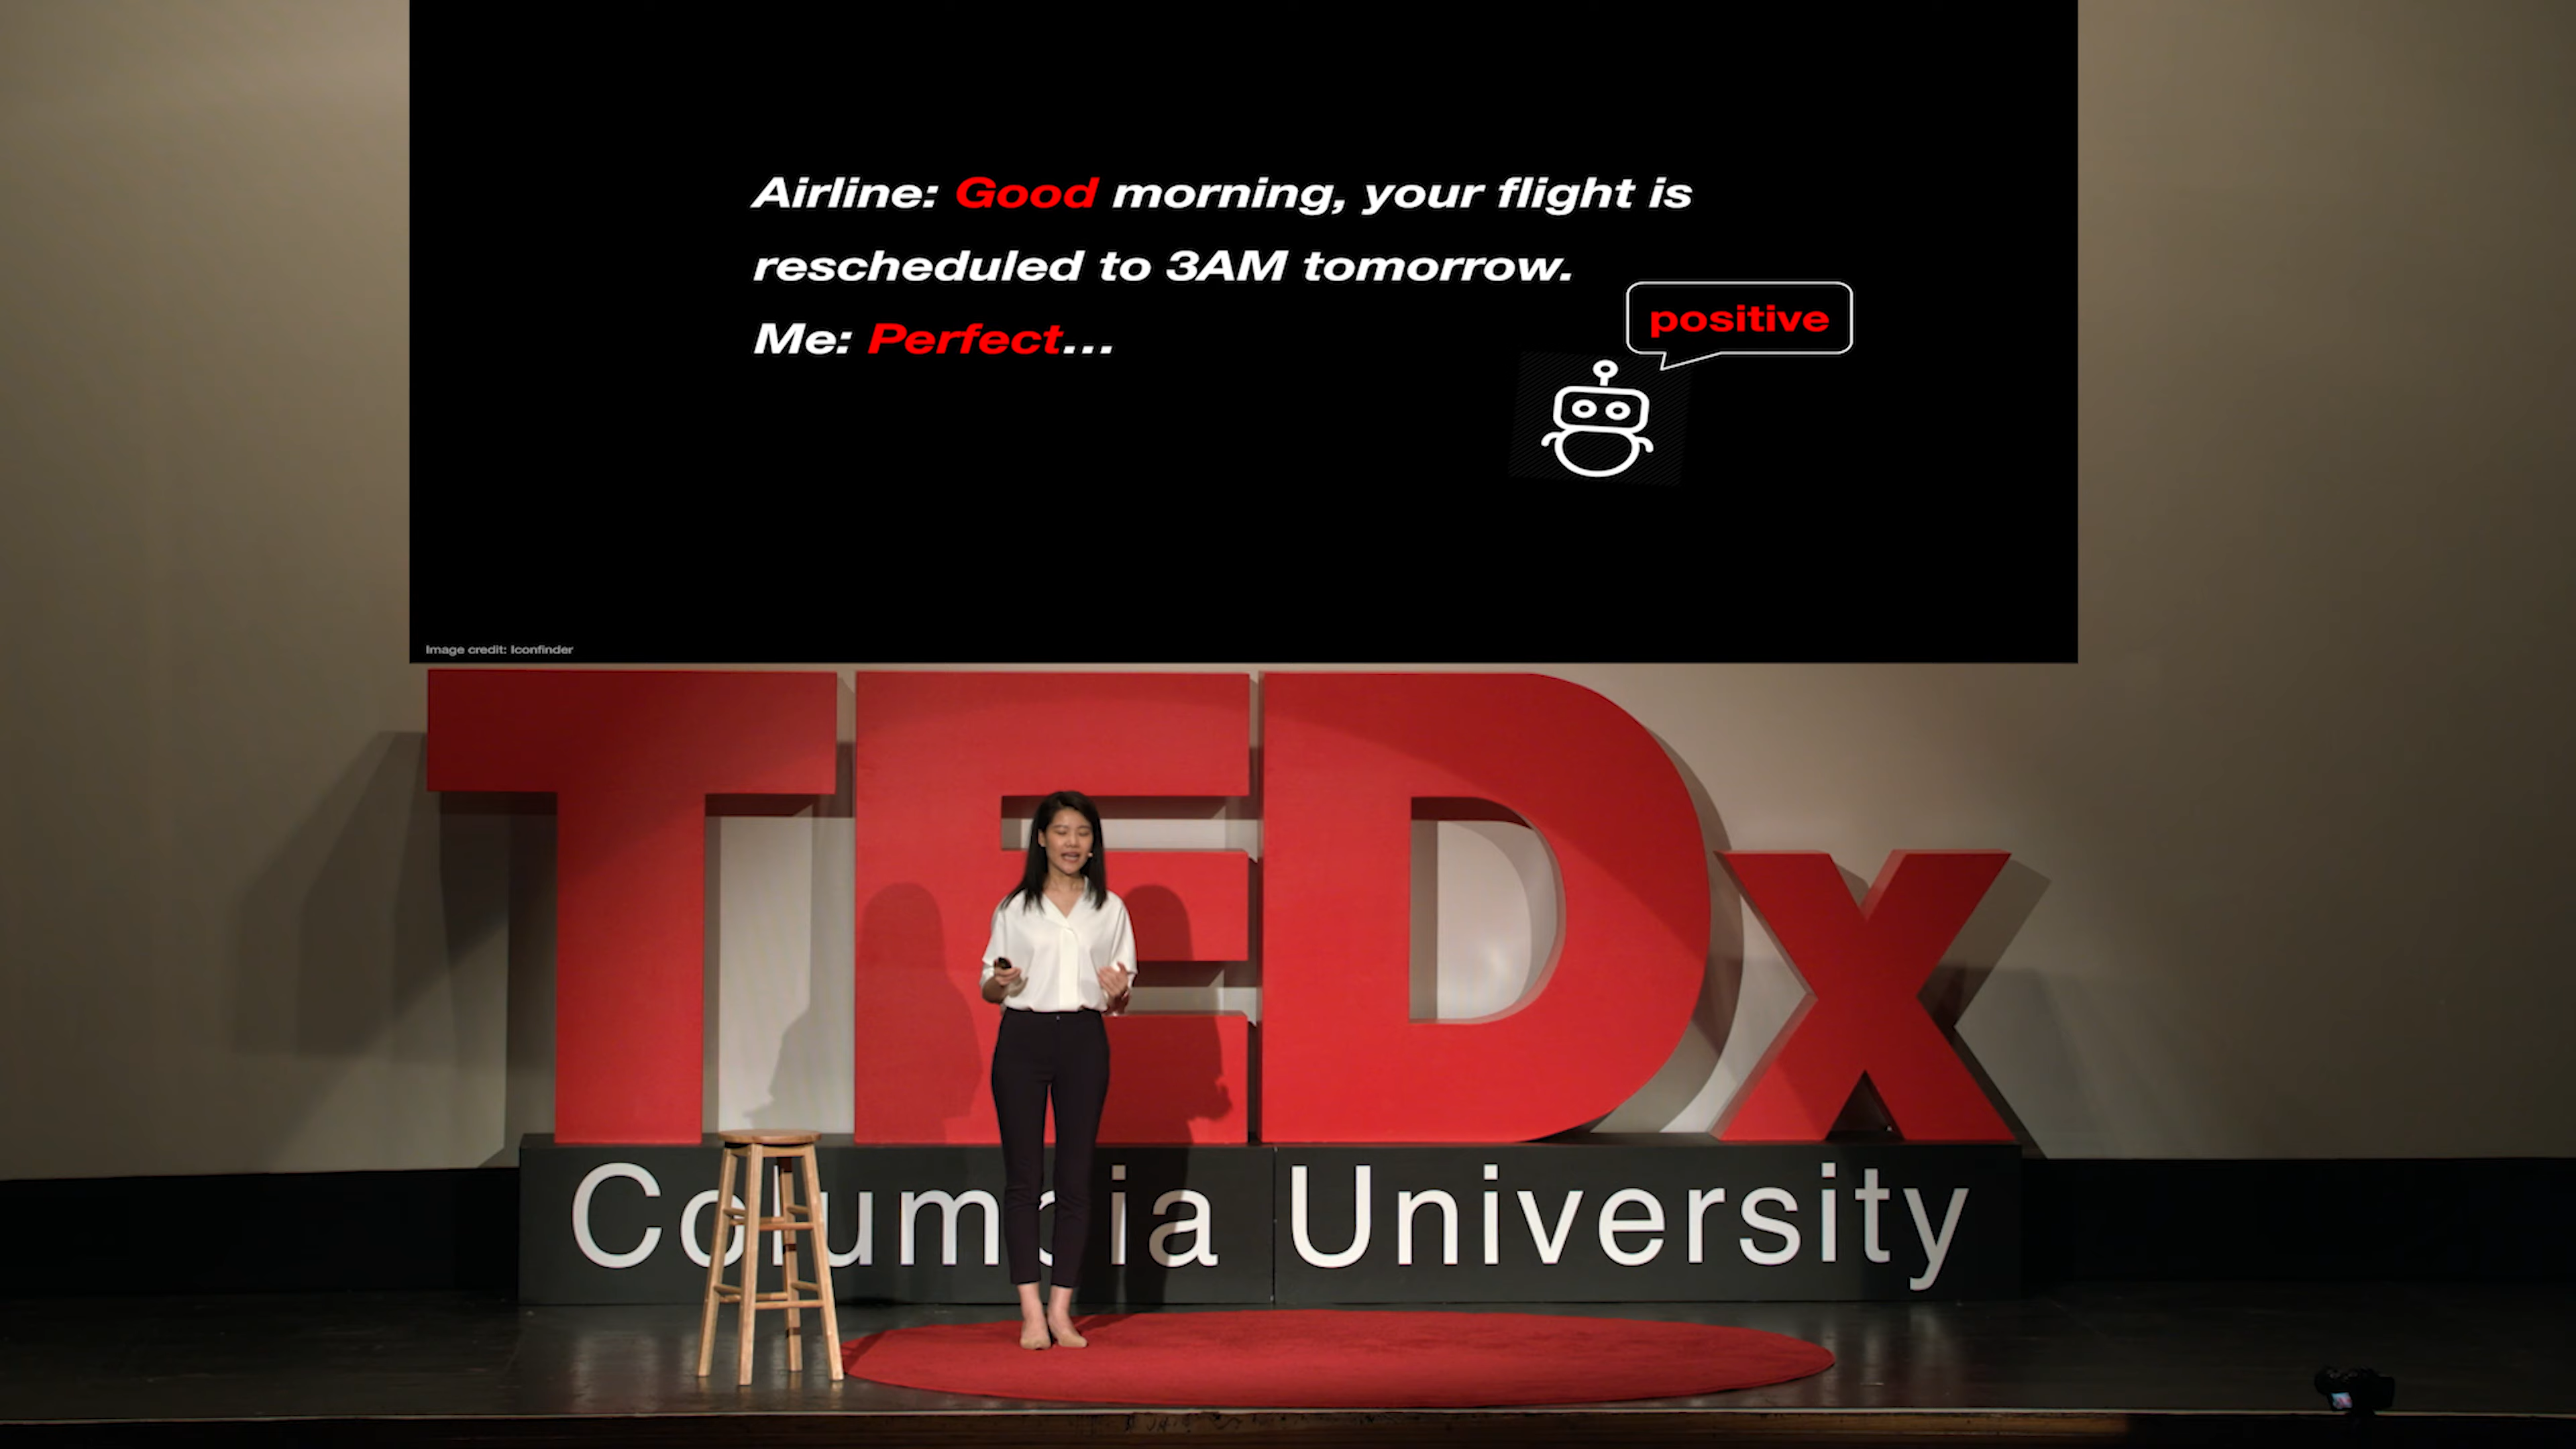 Airline: Good morning, your flight is
rescheduled to 3AM tomorrow.
positive
Me: Perfect...
Image credit: Iconfinder
TEDx
Columbia University